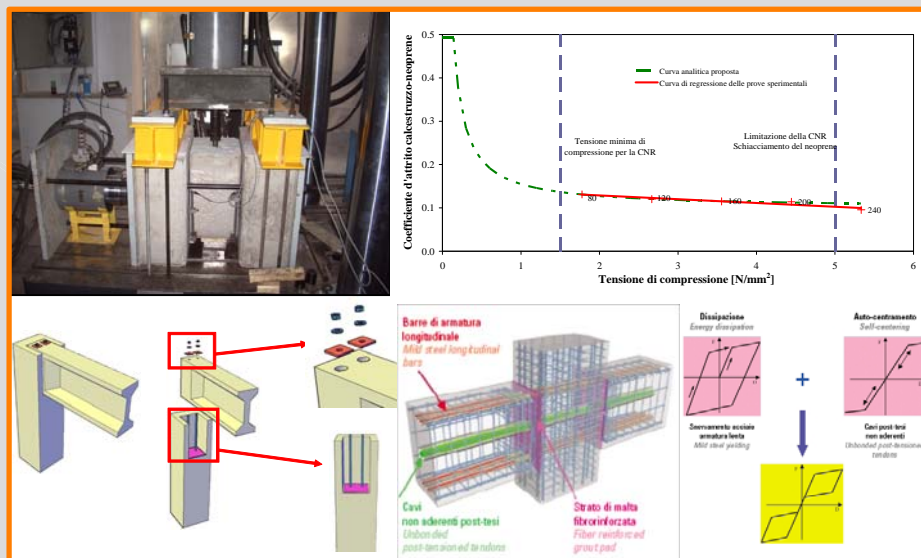 0.5
0.4
0.3
0.2
0.1
0.0
Coefficiente d'attrito calcestruzzo-neoprene
Curva analitica proposta
Curva di regressione delle prove sperimentali
Tensione minima di
compressione per la CNR
Limitazione della CNR
Schiacciamento del neoprene
80
120
160
200
240
0
1
2
3
4
5
6
Tensione di compressione [N/mm²]
Barre di armatura
longitudinale
Mild steel longitudinal
bars
Cavi
non aderenti post-tesi
Unbonded
post-tensioned tendons
Strato di malta
fibrorinforzata
Fiber reinforced
grout pad
Dissipazione
Energy dissipation
Auto-centramento
Self-centering
+
Snervamento acciaio
armatura lenta
Mild steel yielding
Cavi post-tesi
non aderenti
Unbonded post-tensioned
tendons